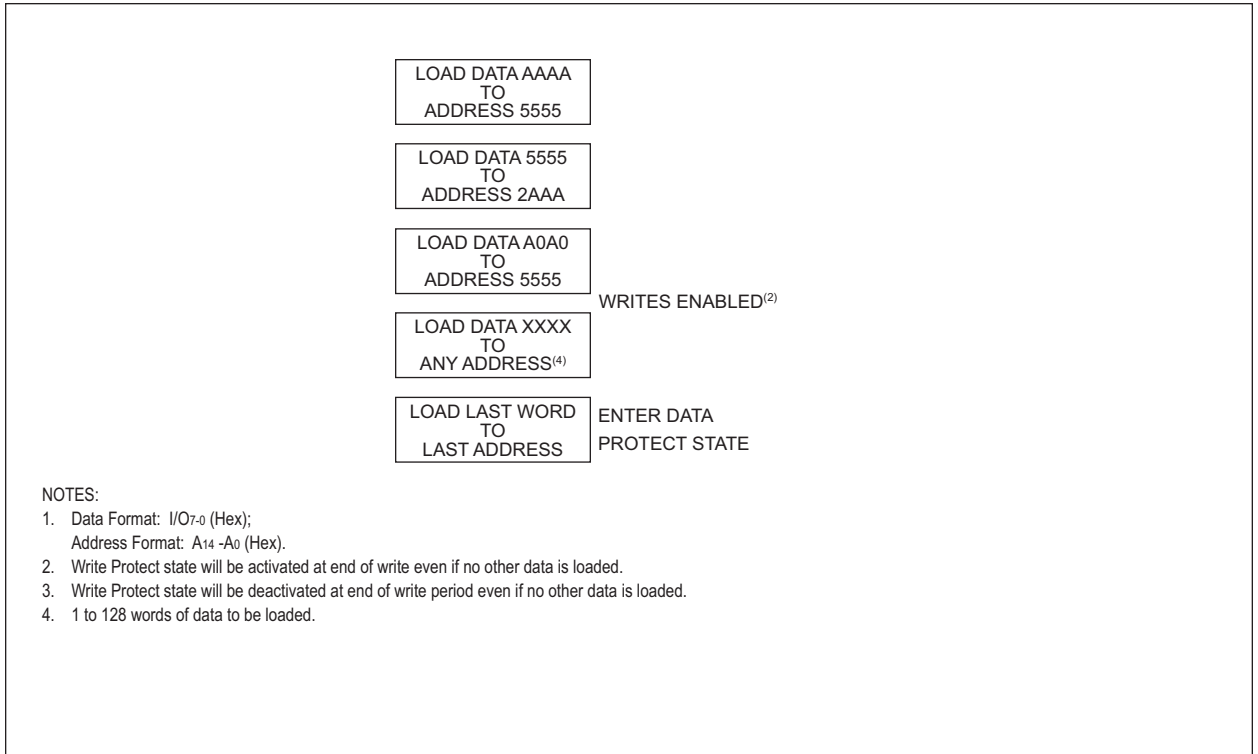 LOAD DATA AAAA
TO
ADDRESS 5555
LOAD DATA 5555
TO
ADDRESS 2AAA
LOAD DATA A0A0
TO
ADDRESS 5555
WRITES ENABLED(2)
LOAD DATA XXXX
TO
ANY ADDRESS(4)
LOAD LAST WORD
TO
LAST ADDRESS
ENTER DATA
PROTECT STATE
NOTES:
1. Data Format: I/O7-0 (Hex);
Address Format: A14 -A0 (Hex).
2. Write Protect state will be activated at end of write even if no other data is loaded.
3. Write Protect state will be deactivated at end of write period even if no other data is loaded.
4. 1 to 128 words of data to be loaded.